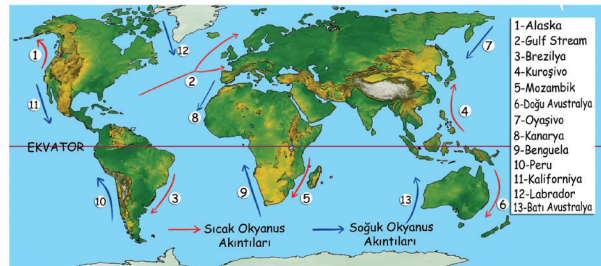 1-Alaska
2-Gulf Stream
3-Brezilya
4-Kuroşivo
5-Mozambik
6-Doğu Avustralya
7-Oyaşivo
8-Kanarya
9-Benguela
10-Peru
11-Kaliforniya
12-Labrador
13-Batı Avustralya
1
12
2
7
11
8
4
EKVATOR
10
3
9
5
13
6
Sıcak Okyanus
Akıntıları
Soğuk Okyanus
Akıntıları